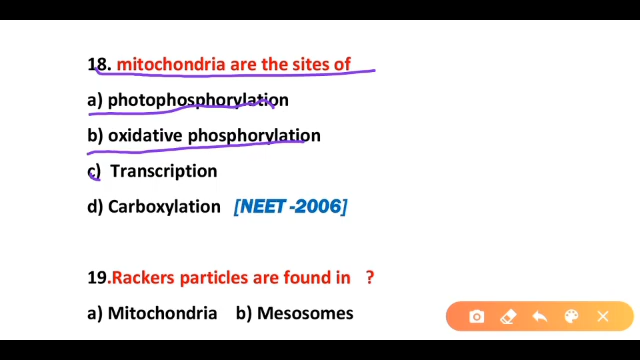 18. mitochondria are the sites of
a) photophosphorylation
b) oxidative phosphorylation
c) Transcription
d) Carboxylation [NEET -2006]
19.Rackers particles are found in ?
a) Mitochondria b) Mesosomes